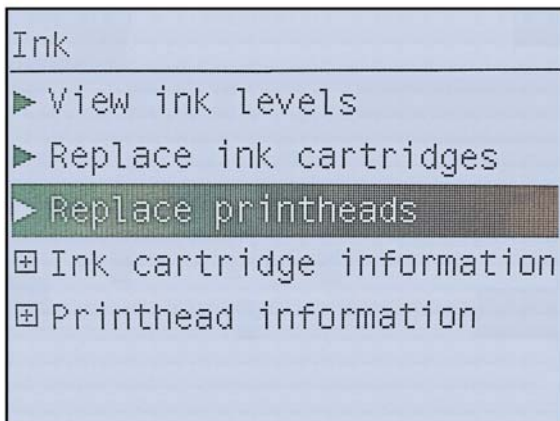 Ink
View ink levels
Replace ink cartridges
Replace printheads
Ink cartridge information
Printhead information